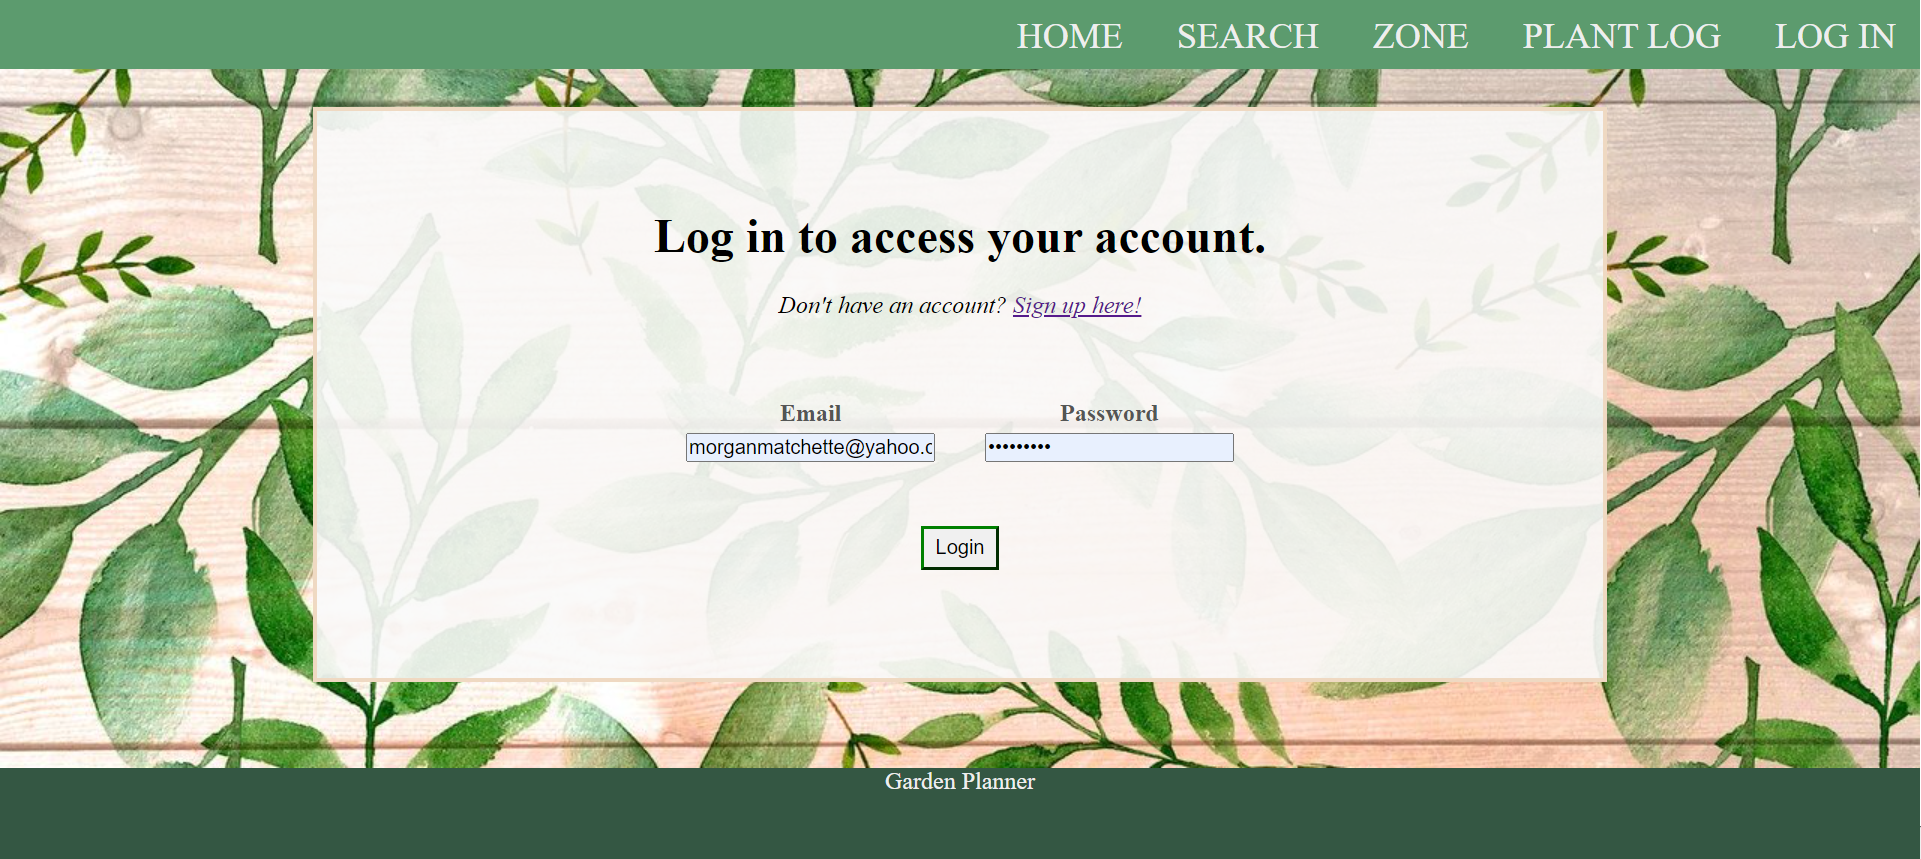 HOME SEARCH ZONE PLANT LOG LOG IN
Log in to access your account.
Don't have an account? Sign up here!
Email Password
morganmatchette@yahoo.c •••••••••
Login
Garden Planner